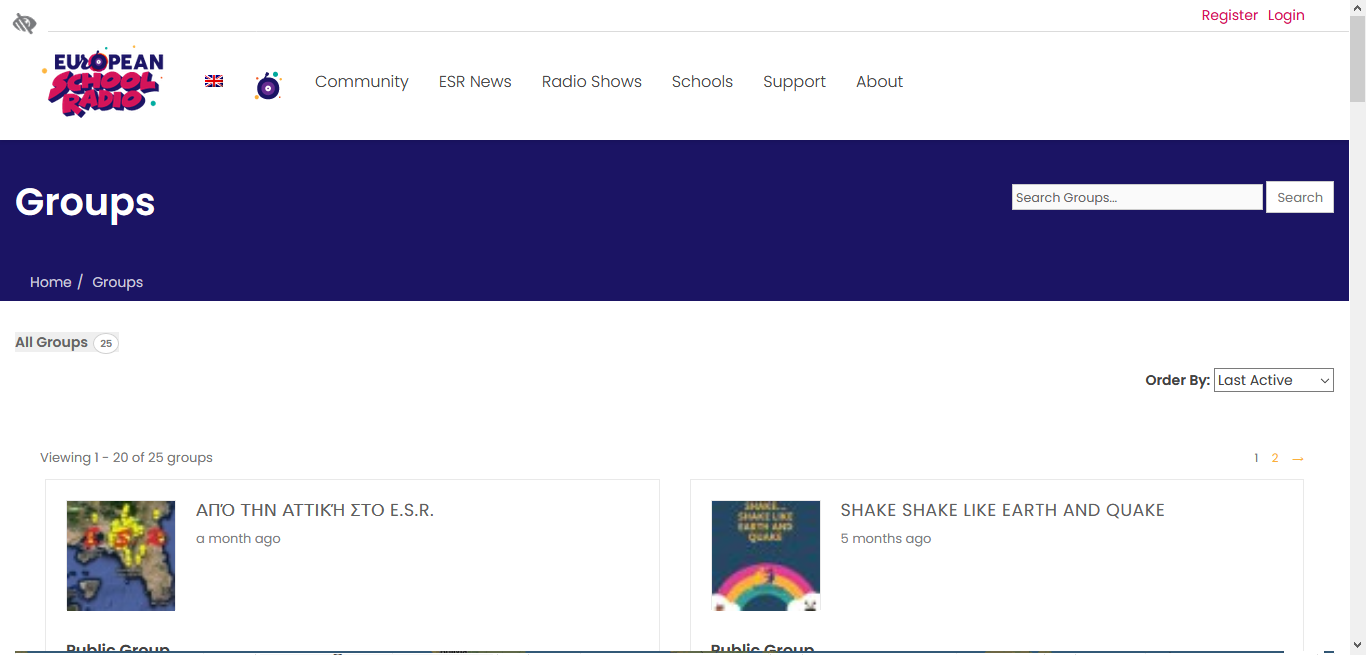 Register Login
EUROPEAN
SCHOOL
RADIO
Community ESR News Radio Shows Schools Support About
Groups
Search Groups... Search
Home / Groups
All Groups 25
Order By: Last Active
Viewing 1 - 20 of 25 groups
1 2 →
ΑΠΌ ΤΗΝ ΑΤΤΙΚΉ ΣΤΟ E.S.R.
a month ago
SHAKE SHAKE LIKE EARTH AND QUAKE
5 months ago
E S R
SHAKE...
SHAKE LIKE
EARTH AND
QUAKE
Public Group
Public Group